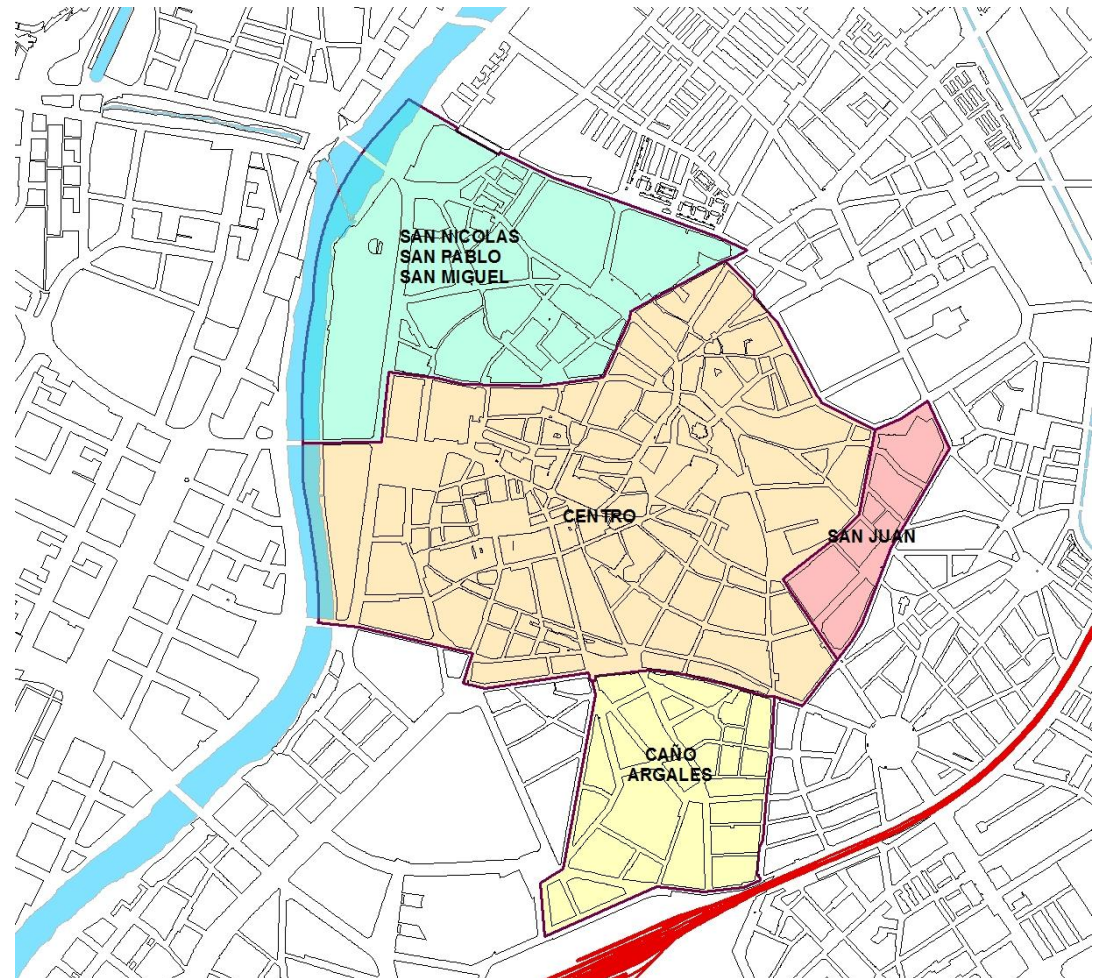 SAN NICOLAS
SAN PABLO
SAN MIGUEL
CENTRO
SAN JUAN
CAÑO
ARGALES